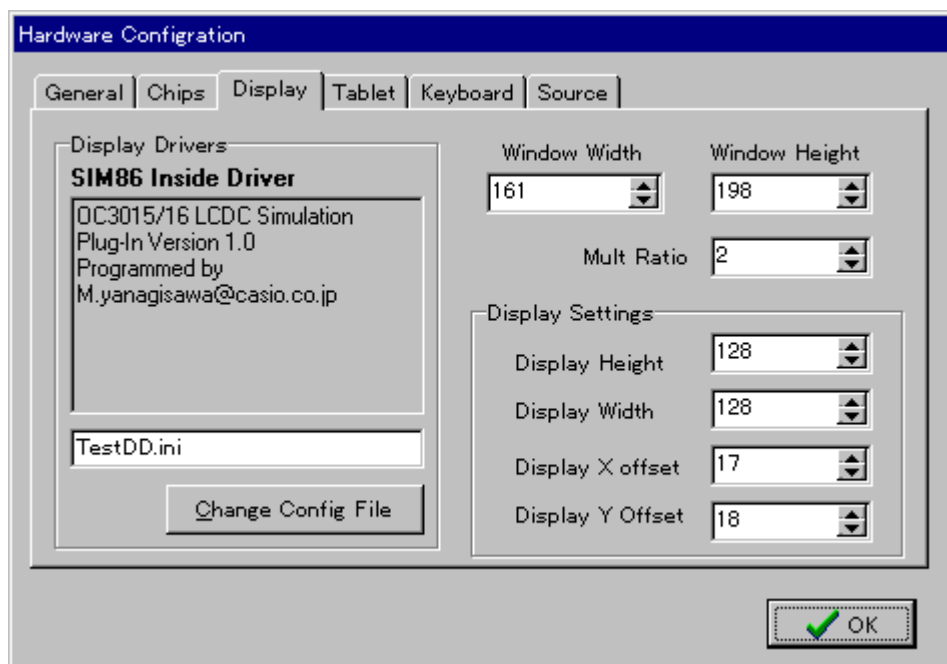 Hardware Configration
General
Chips
Display
Tablet
Keyboard
Source
Display Drivers
SIM86 Inside Driver
OC3015/16 LCDC Simulation
Plug-In Version 1.0
Programmed by
M.yanagisawa@casio.co.jp
TestDD.ini
Change Config File
Window Width
Window Height
161
198
Mult Ratio
2
Display Settings
Display Height
128
Display Width
128
Display X offset
17
Display Y Offset
18
OK